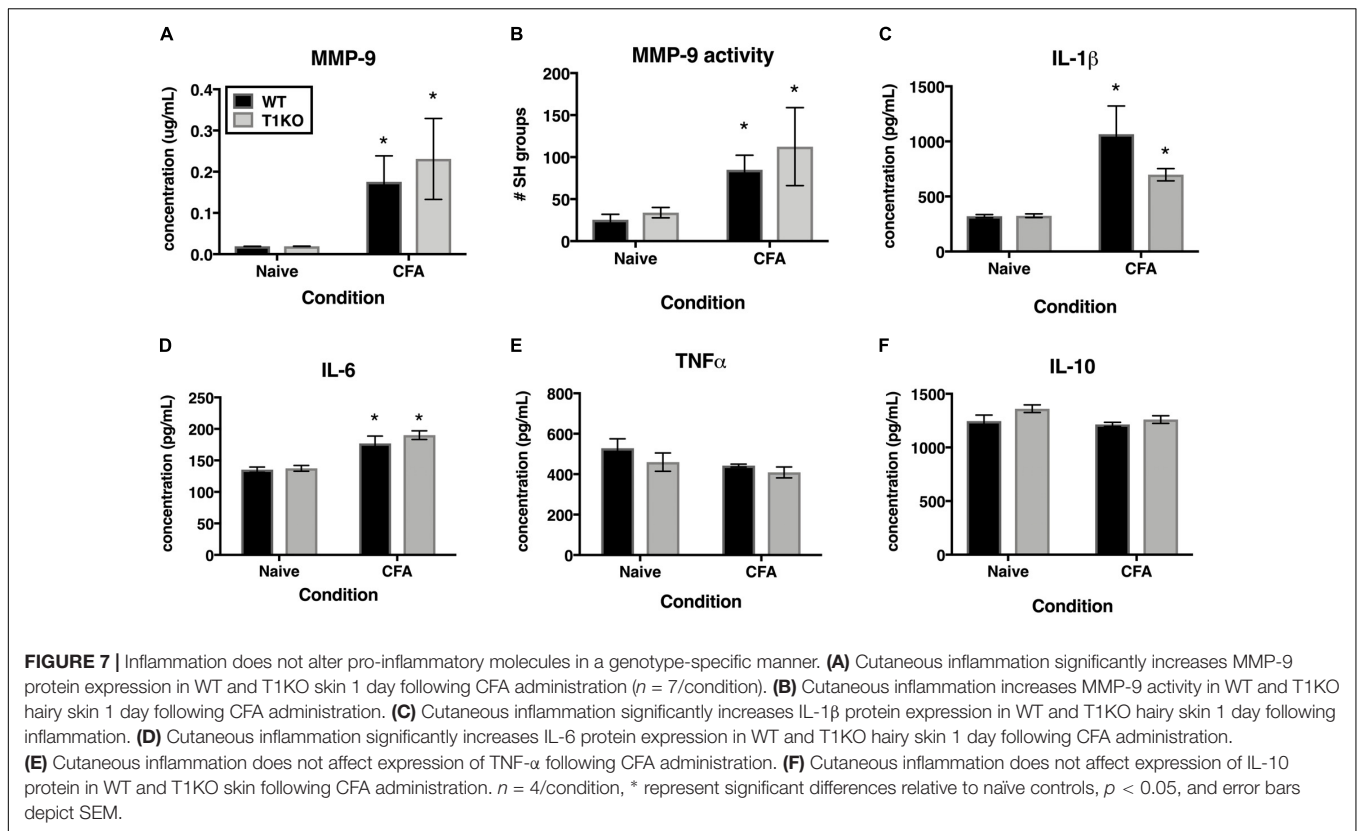 A
MMP-9
concentration (ug/mL)
0.4
0.3
0.2
0.1
0.0
WT
T1KO
*
*
Naive
CFA
Condition
B
MMP-9 activity
# SH groups
200
150
100
50
0
*
*
Naive
CFA
Condition
C
IL-1β
concentration (pg/mL)
1500
1000
500
0
*
*
Naive
CFA
Condition
D
IL-6
concentration (pg/mL)
250
200
150
100
50
0
*
*
Naive
CFA
Condition
E
TNFα
concentration (pg/mL)
800
600
400
200
0
Naive
CFA
Condition
F
IL-10
concentration (pg/mL)
1500
1000
500
0
Naive
CFA
Condition
FIGURE 7 | Inflammation does not alter pro-inflammatory molecules in a genotype-specific manner. (A) Cutaneous inflammation significantly increases MMP-9
protein expression in WT and T1KO skin 1 day following CFA administration (n = 7/condition). (B) Cutaneous inflammation increases MMP-9 activity in WT and T1KO
hairy skin 1 day following CFA administration. (C) Cutaneous inflammation significantly increases IL-1β protein expression in WT and T1KO hairy skin 1 day following
inflammation. (D) Cutaneous inflammation significantly increases IL-6 protein expression in WT and T1KO hairy skin 1 day following CFA administration.
(E) Cutaneous inflammation does not affect expression of TNF-α following CFA administration. (F) Cutaneous inflammation does not affect expression of IL-10
protein in WT and T1KO skin following CFA administration. n = 4/condition, * represent significant differences relative to naïve controls, p < 0.05, and error bars
depict SEM.